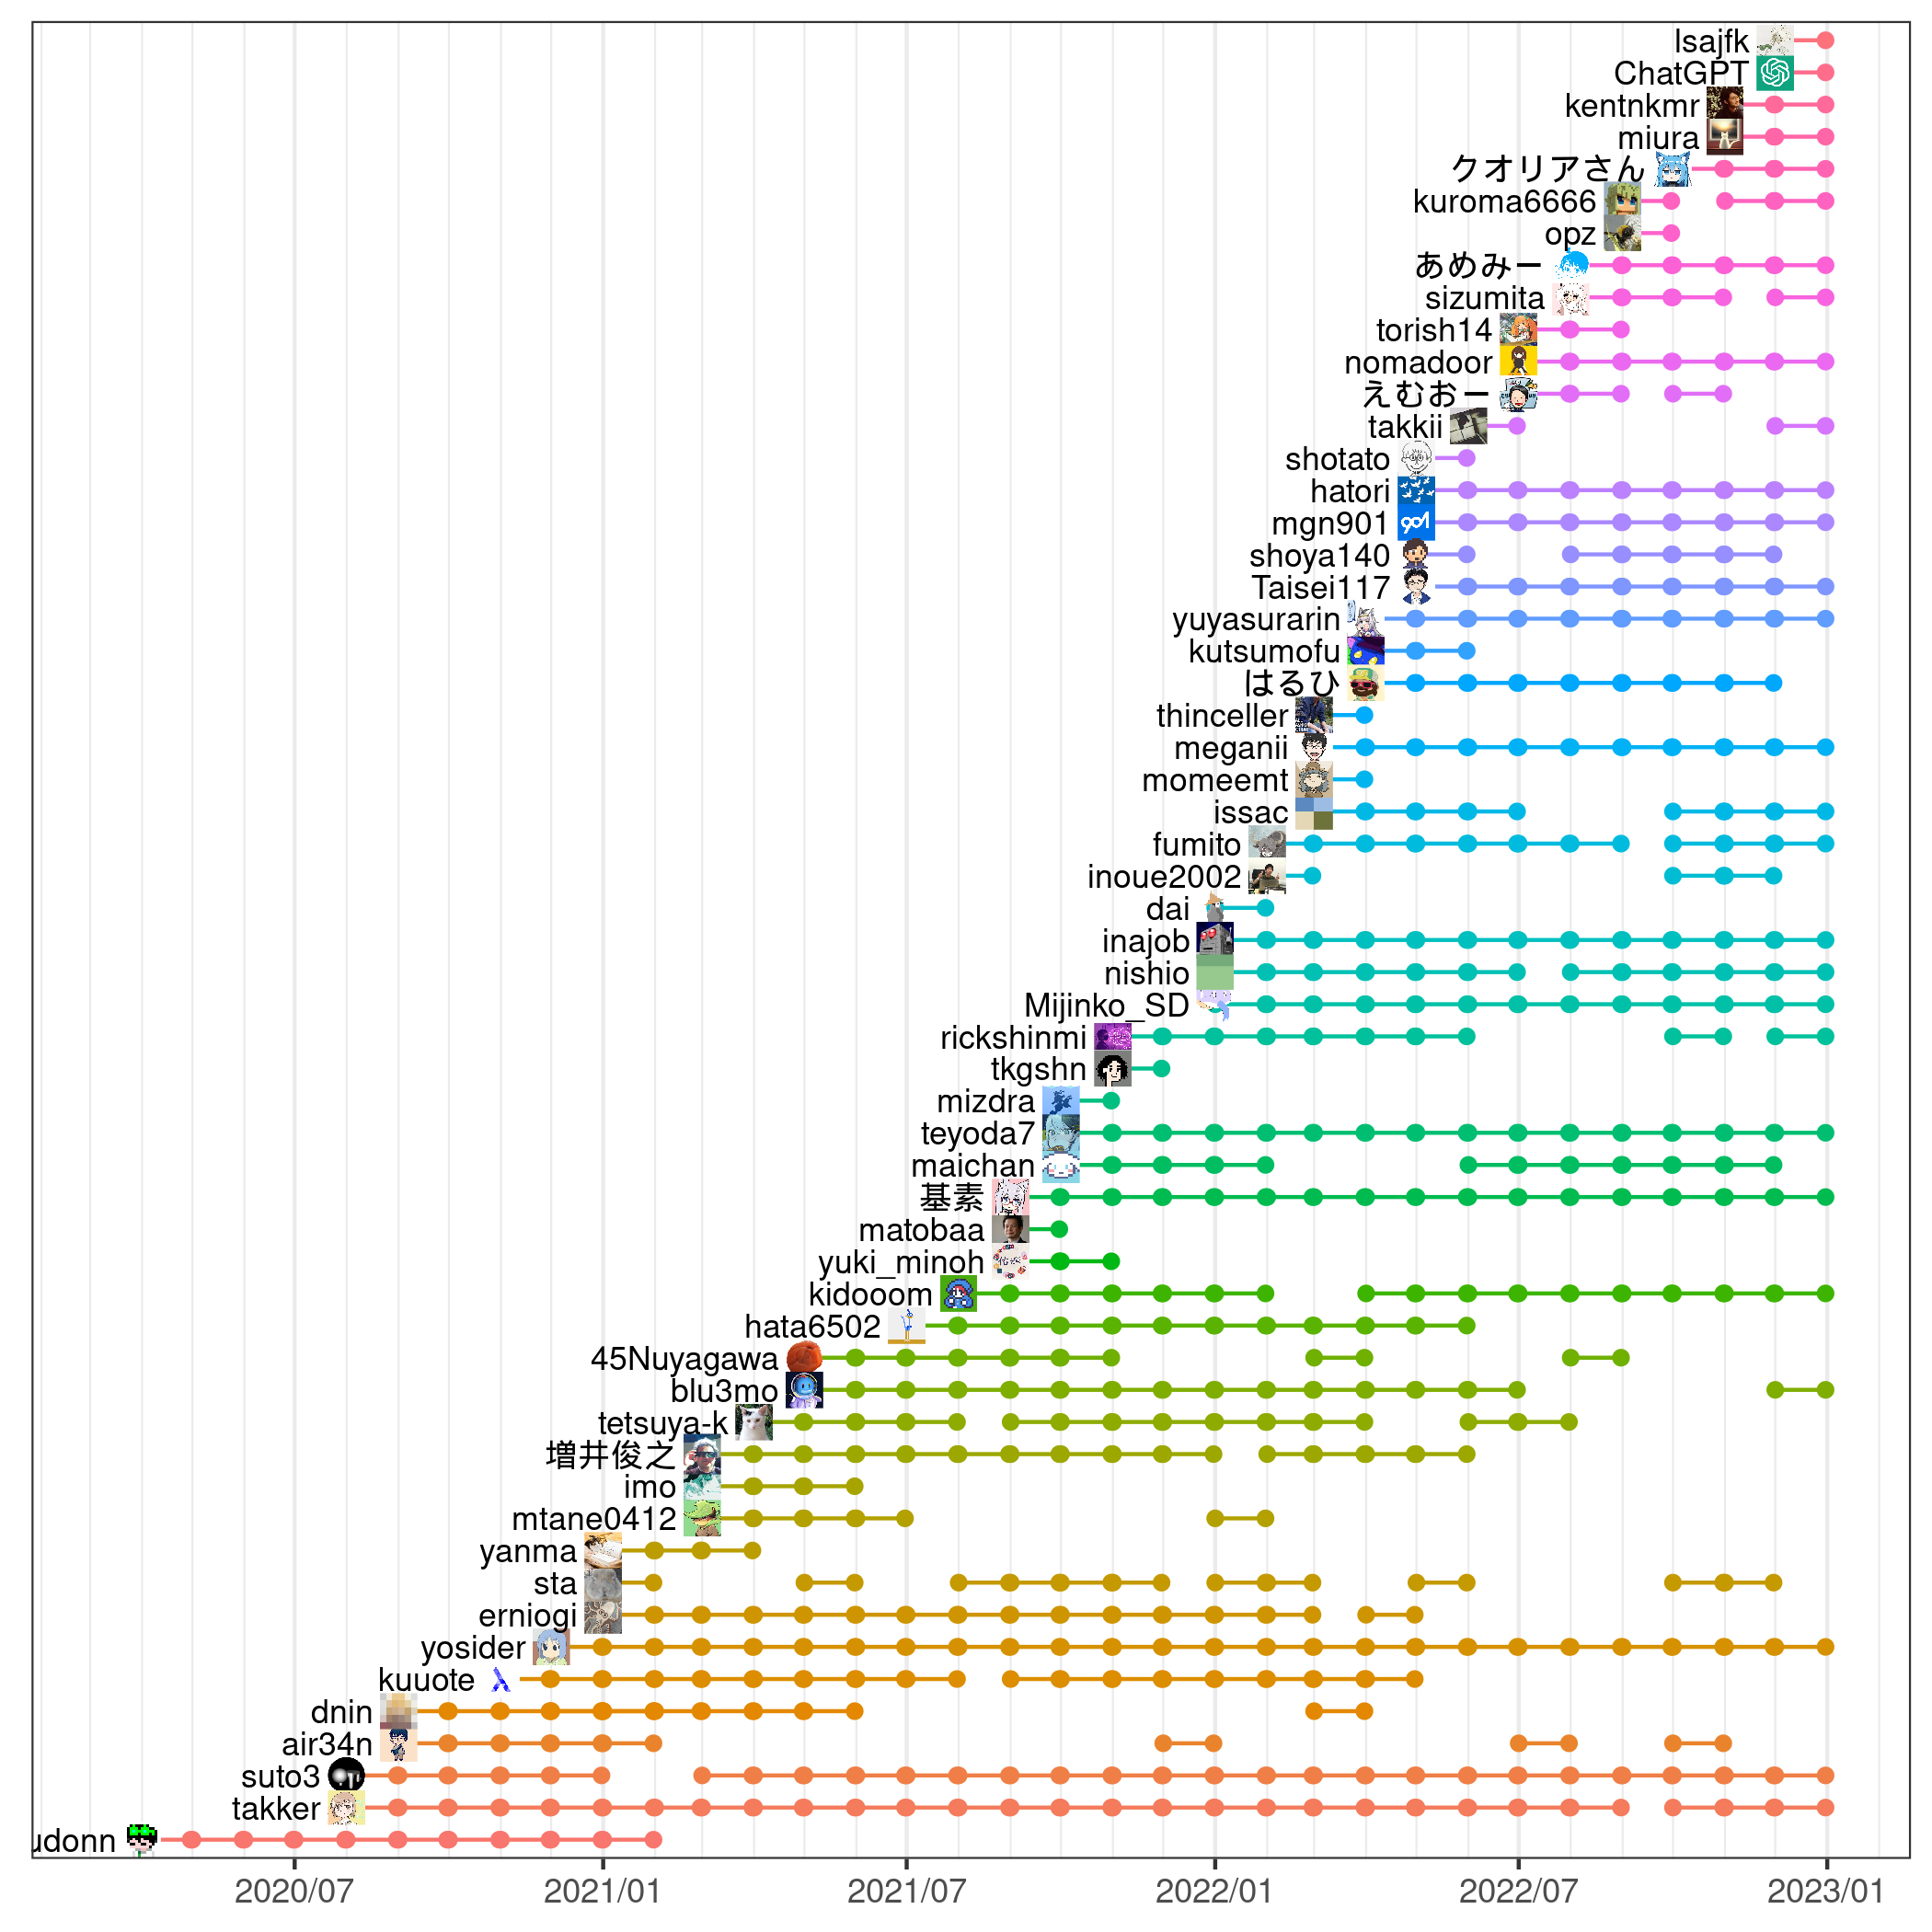 lsajfk
ChatGPT
kentnkmr
miura
クオリアさん
kuroma6666
opz
あめみー
sizumita
torish14
nomadoor
えむおー
takkii
shotato
hatori
mgn901
shoya140
Taisei117
yuyasurarin
kutsumofu
はるひ
thinceller
meganii
momeemt
issac
fumito
inoue2002
dai
inajob
nishio
Mijinko_SD
rickshinmi
tkgshn
mizdra
teyoda7
maichan
基素
matobaa
yuki_minoh
kidooom
hata6502
45Nuyagawa
blu3mo
tetsuya-k
増井俊之
imo
mtane0412
yanma
sta
erniogi
yosider
kuuote
dnin
air34n
suto3
takker
udonn
2020/07 2021/01 2021/07 2022/01 2022/07 2023/01